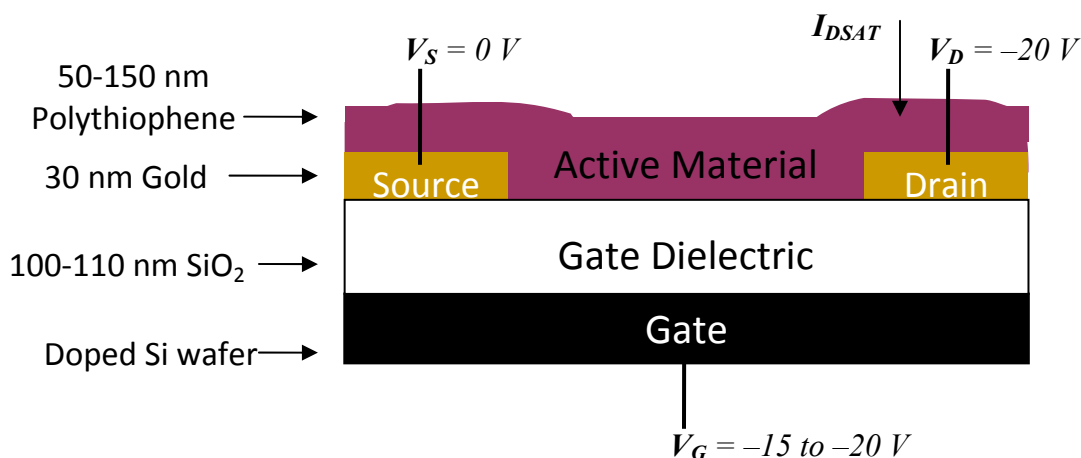 V_S = 0 V
I_DSAT
V_D = –20 V
50-150 nm
Polythiophene
30 nm Gold
100-110 nm SiO₂
Doped Si wafer
Active Material
Source
Drain
Gate Dielectric
Gate
V_G = –15 to –20 V